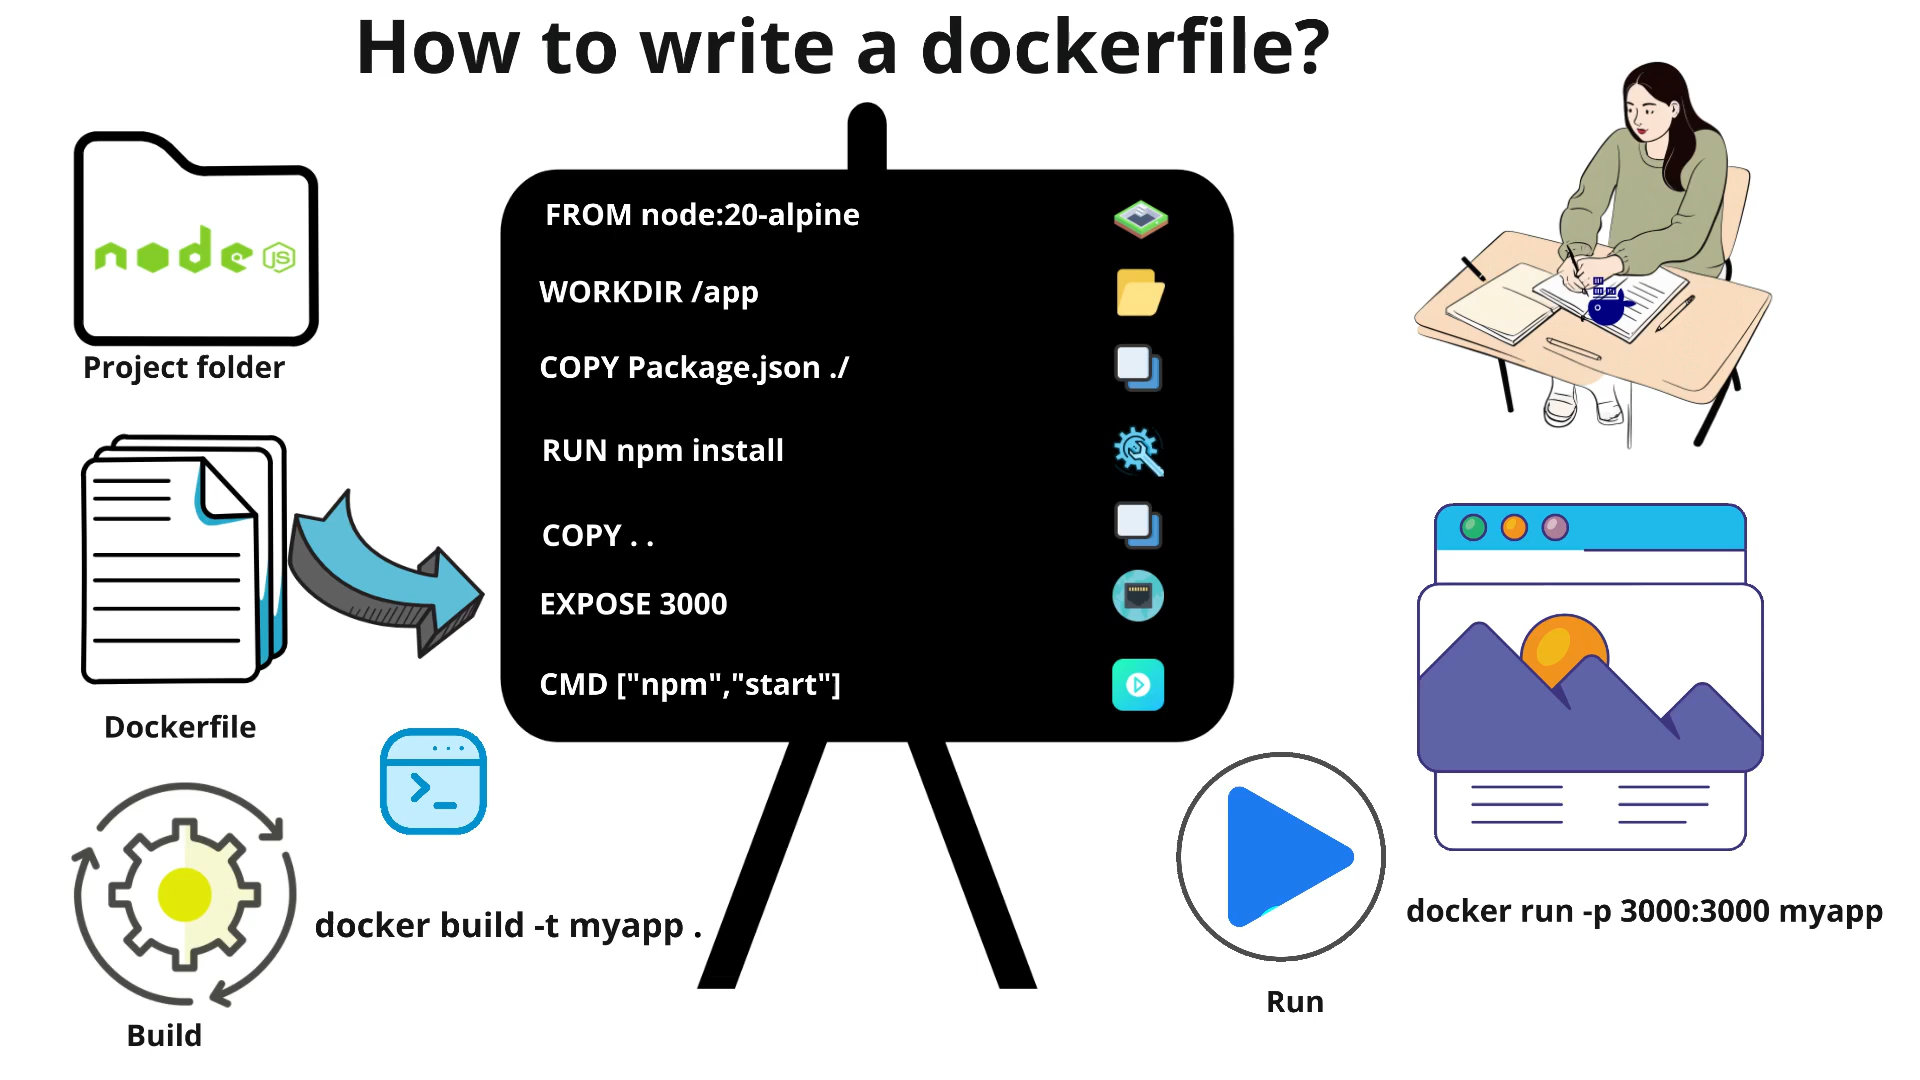 How to write a dockerfile?
node JS
Project folder
Dockerfile
FROM node:20-alpine
WORKDIR /app
COPY Package.json ./
RUN npm install
COPY . .
EXPOSE 3000
CMD ["npm","start"]
docker build -t myapp .
Build
Run
docker run -p 3000:3000 myapp